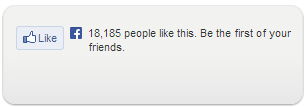 Like
18,185 people like this. Be the first of your
friends.